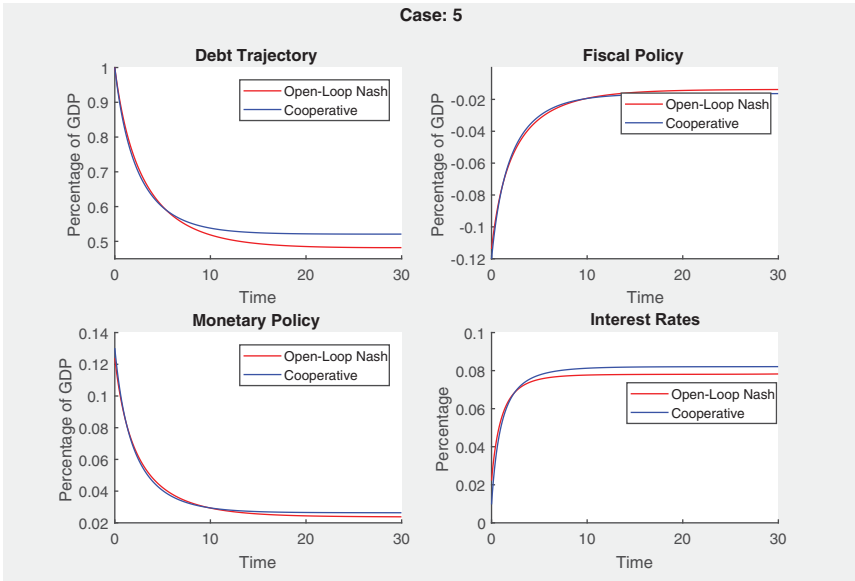 Case: 5
Debt Trajectory
Percentage of GDP
1
0.9
0.8
0.7
0.6
0.5
0
10
20
30
Time
Open-Loop Nash
Cooperative
Fiscal Policy
Percentage of GDP
-0.02
-0.04
-0.06
-0.08
-0.1
-0.12
0
10
20
30
Time
Open-Loop Nash
Cooperative
Monetary Policy
Percentage of GDP
0.14
0.12
0.1
0.08
0.06
0.04
0.02
0
10
20
30
Time
Open-Loop Nash
Cooperative
Interest Rates
Percentage
0.1
0.08
0.06
0.04
0.02
0
0
10
20
30
Time
Open-Loop Nash
Cooperative